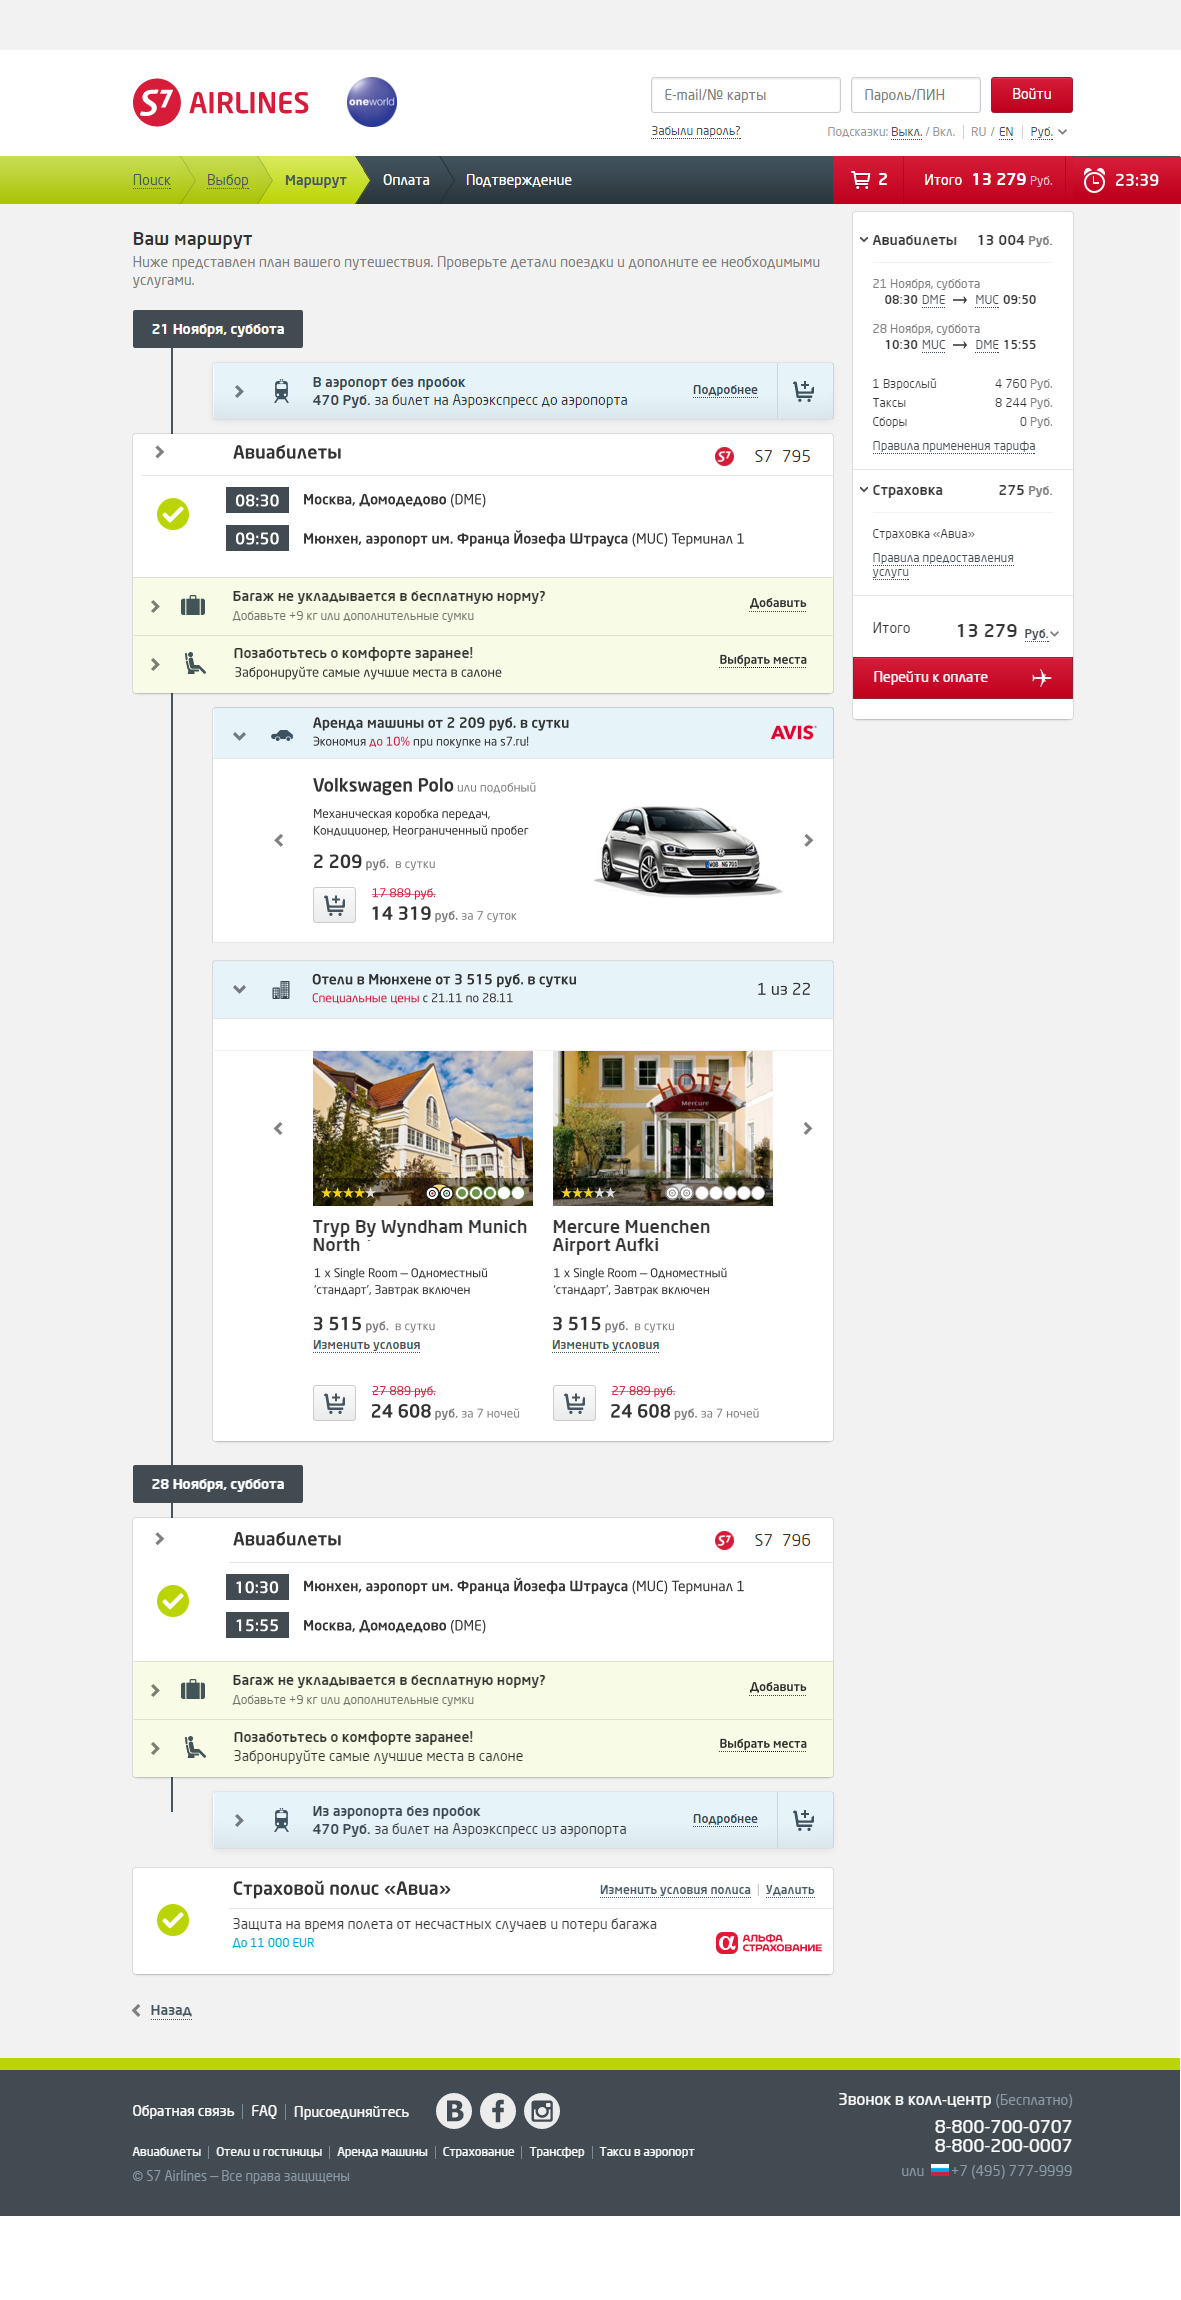 S7 AIRLINES
oneworld
E-mail/№ карты
Пароль/ПИН
Войти
Забыли пароль?
Подсказки: Выкл. / Вкл.
RU / EN
Руб.
Поиск
Выбор
Маршрут
Оплата
Подтверждение
2
Итого 13 279 Руб.
23:39
Ваш маршрут
Ниже представлен план вашего путешествия. Проверьте детали поездки и дополните ее необходимыми
услугами.
21 Ноября, суббота
В аэропорт без пробок
470 Руб. за билет на Аэроэкспресс до аэропорта
Подробнее
Авиабилеты
S7 S7 795
08:30 Москва, Домодедово (DME)
09:50 Мюнхен, аэропорт им. Франца Йозефа Штрауса (MUC) Терминал 1
Багаж не укладывается в бесплатную норму?
Добавьте +9 кг или дополнительные сумки
Добавить
Позаботьтесь о комфорте заранее!
Забронируйте самые лучшие места в салоне
Выбрать места
Аренда машины от 2 209 руб. в сутки
Экономия до 10% при покупке на s7.ru!
AVIS
Volkswagen Polo или подобный
Механическая коробка передач,
Кондиционер, Неограниченный пробег
2 209 руб. в сутки
17 889 руб.
14 319 руб. за 7 суток
Отели в Мюнхене от 3 515 руб. в сутки
Специальные цены с 21.11 по 28.11
1 из 22
HOTEL
Mercure
Tryp By Wyndham Munich
North
1 x Single Room – Одноместный
'стандарт', Завтрак включен
3 515 руб. в сутки
Изменить условия
27 889 руб.
24 608 руб. за 7 ночей
Mercure Muenchen
Airport Aufki
1 x Single Room – Одноместный
'стандарт', Завтрак включен
3 515 руб. в сутки
Изменить условия
27 889 руб.
24 608 руб. за 7 ночей
28 Ноября, суббота
Авиабилеты
S7 S7 796
10:30 Мюнхен, аэропорт им. Франца Йозефа Штрауса (MUC) Терминал 1
15:55 Москва, Домодедово (DME)
Багаж не укладывается в бесплатную норму?
Добавьте +9 кг или дополнительные сумки
Добавить
Позаботьтесь о комфорте заранее!
Забронируйте самые лучшие места в салоне
Выбрать места
Из аэропорта без пробок
470 Руб. за билет на Аэроэкспресс из аэропорта
Подробнее
Страховой полис «Авиа»
Изменить условия полиса | Удалить
Защита на время полета от несчастных случаев и потери багажа
До 11 000 EUR
АЛЬФА
СТРАХОВАНИЕ
Назад
Авиабилеты 13 004 Руб.
21 Ноября, суббота
08:30 DME → MUC 09:50
28 Ноября, суббота
10:30 MUC → DME 15:55
1 Взрослый 4 760 Руб.
Таксы 8 244 Руб.
Сборы 0 Руб.
Правила применения тарифа
Страховка 275 Руб.
Страховка «Авиа»
Правила предоставления
услуги
Итого 13 279 Руб.
Перейти к оплате
Обратная связь | FAQ | Присоединяйтесь
Авиабилеты | Отели и гостиницы | Аренда машины | Страхование | Трансфер | Такси в аэропорт
© S7 Airlines – Все права защищены
Звонок в колл-центр (Бесплатно)
8-800-700-0707
8-800-200-0007
или +7 (495) 777-9999